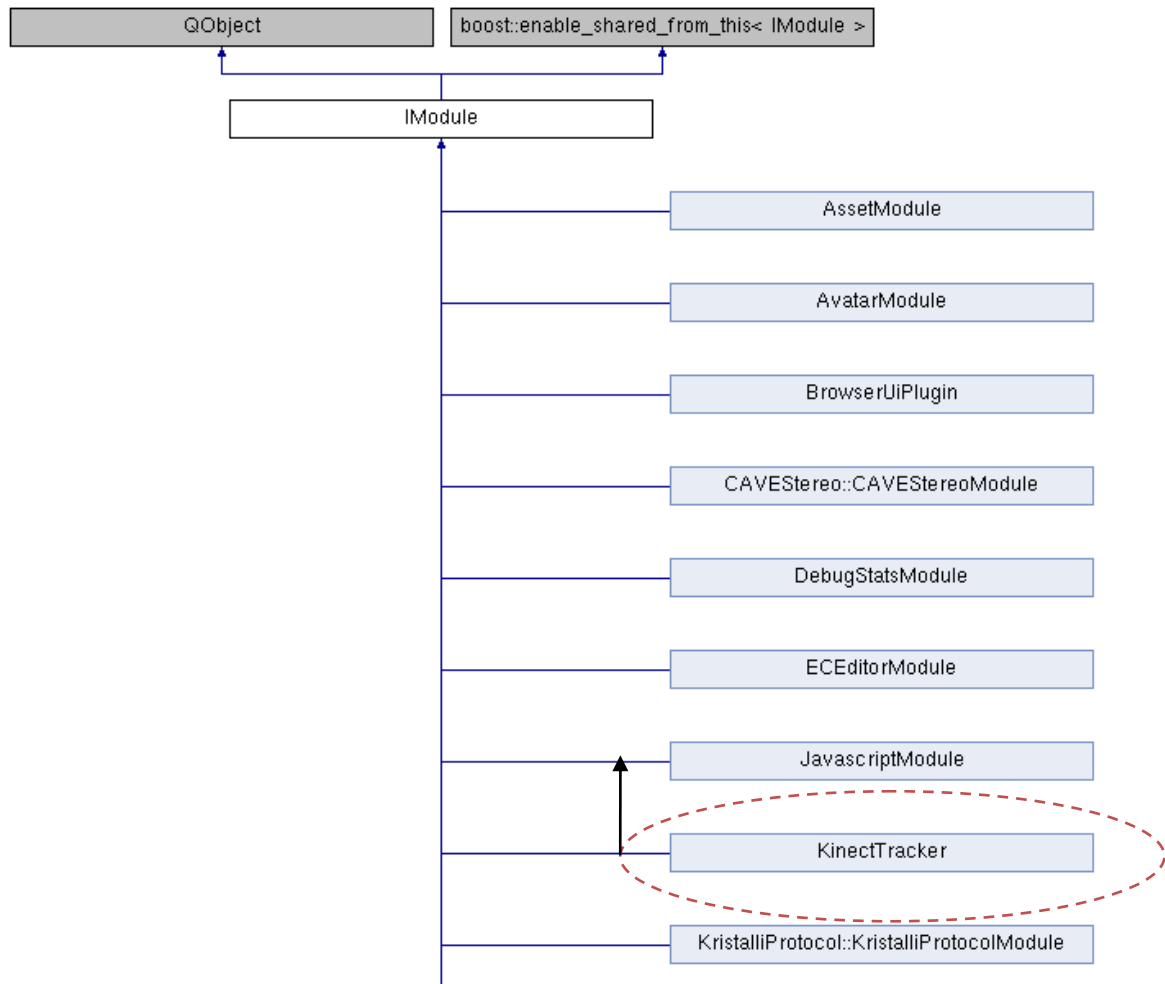 QObject
boost::enable_shared_from_this< IModule >
IModule
AssetModule
AvatarModule
BrowserUiPlugin
CAVEStereo::CAVEStereoModule
DebugStatsModule
ECEditorModule
JavascriptModule
KinectTracker
KristalliProtocol::KristalliProtocolModule